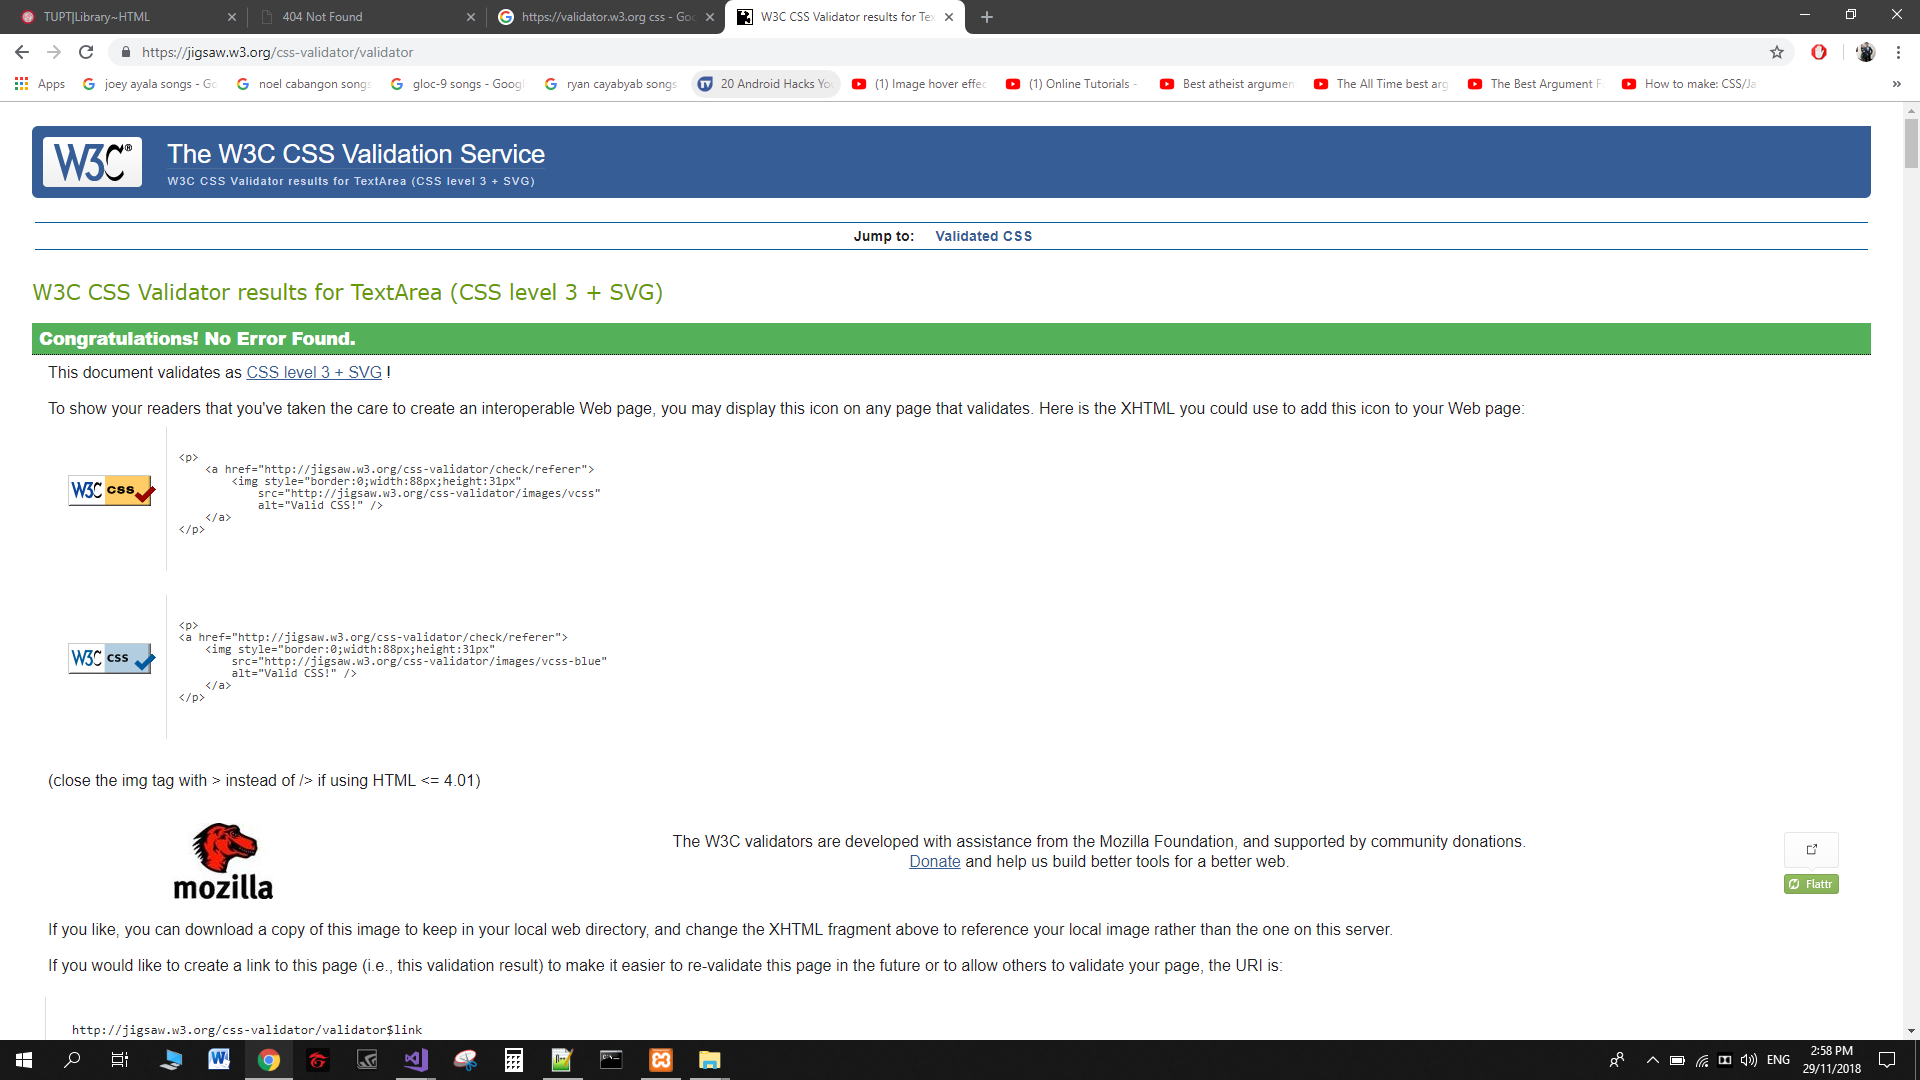 TUPT|Library~HTML
404 Not Found
https://validator.w3.org css - Goo
W3C CSS Validator results for Tex
https://jigsaw.w3.org/css-validator/validator
Apps
joey ayala songs - Go
noel cabangon songs
gloc-9 songs - Googl
ryan cayabyab songs
20 Android Hacks Yo
(1) Image hover effec
(1) Online Tutorials -
Best atheist argumen
The All Time best arg
The Best Argument F
How to make: CSS/Ja
»
W3C®
The W3C CSS Validation Service
W3C CSS Validator results for TextArea (CSS level 3 + SVG)
Jump to: Validated CSS
W3C CSS Validator results for TextArea (CSS level 3 + SVG)
Congratulations! No Error Found.
This document validates as CSS level 3 + SVG !
To show your readers that you've taken the care to create an interoperable Web page, you may display this icon on any page that validates. Here is the XHTML you could use to add this icon to your Web page:
W3C css
<p>
<a href="http://jigsaw.w3.org/css-validator/check/referer">
<img style="border:0;width:88px;height:31px"
src="http://jigsaw.w3.org/css-validator/images/vcss"
alt="Valid CSS!" />
</a>
</p>
W3C css
<p>
<a href="http://jigsaw.w3.org/css-validator/check/referer">
<img style="border:0;width:88px;height:31px"
src="http://jigsaw.w3.org/css-validator/images/vcss-blue"
alt="Valid CSS!" />
</a>
</p>
(close the img tag with > instead of /> if using HTML <= 4.01)
mozilla
The W3C validators are developed with assistance from the Mozilla Foundation, and supported by community donations.
Donate and help us build better tools for a better web.
Flattr
If you like, you can download a copy of this image to keep in your local web directory, and change the XHTML fragment above to reference your local image rather than the one on this server.
If you would like to create a link to this page (i.e., this validation result) to make it easier to re-validate this page in the future or to allow others to validate your page, the URI is:
http://jigsaw.w3.org/css-validator/validator$link
ENG
2:58 PM
29/11/2018